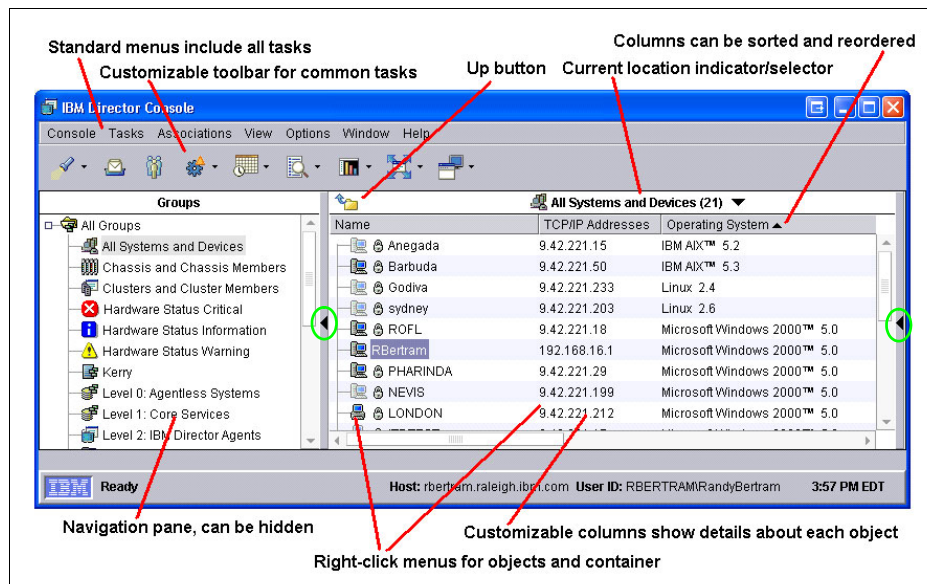 Columns can be sorted and reordered
Standard menus include all tasks
Customizable toolbar for common tasks
Up button
Current location indicator/selector
IBM Director Console
Console Tasks Associations View Options Window Help
Groups
All Systems and Devices (21)
All Groups
Name TCP/IP Addresses Operating System
All Systems and Devices
Chassis and Chassis Members
Clusters and Cluster Members
Hardware Status Critical
Hardware Status Information
Hardware Status Warning
Kerry
Level 0: Agentless Systems
Level 1: Core Services
Level 2: IBM Director Agents
Anegada 9.42.221.15 IBM AIX™ 5.2
Barbuda 9.42.221.50 IBM AIX™ 5.3
Godiva 9.42.221.233 Linux 2.4
sydney 9.42.221.203 Linux 2.6
ROFL 9.42.221.18 Microsoft Windows 2000™ 5.0
RBertram 192.168.16.1 Microsoft Windows 2000™ 5.0
PHARINDA 9.42.221.29 Microsoft Windows 2000™ 5.0
NEVIS 9.42.221.199 Microsoft Windows 2000™ 5.0
LONDON 9.42.221.212 Microsoft Windows 2000™ 5.0
IBM Ready Host: rbertram.raleigh.ibm.com User ID: RBERTRAM\RandyBertram 3:57 PM EDT
Navigation pane, can be hidden
Customizable columns show details about each object
Right-click menus for objects and container